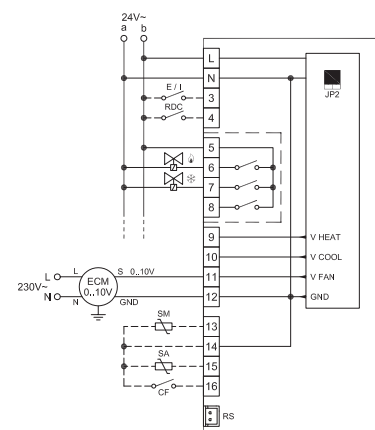 24V~
a b
L
N
JP2
E / I
3
RDC
4
5
6
7
8
9 V HEAT
10 V COOL
L L S 0..10V 11 V FAN
ECM
0..10V
230V~
N N GND 12 GND
SM
13
14
SA
15
16
CF
RS